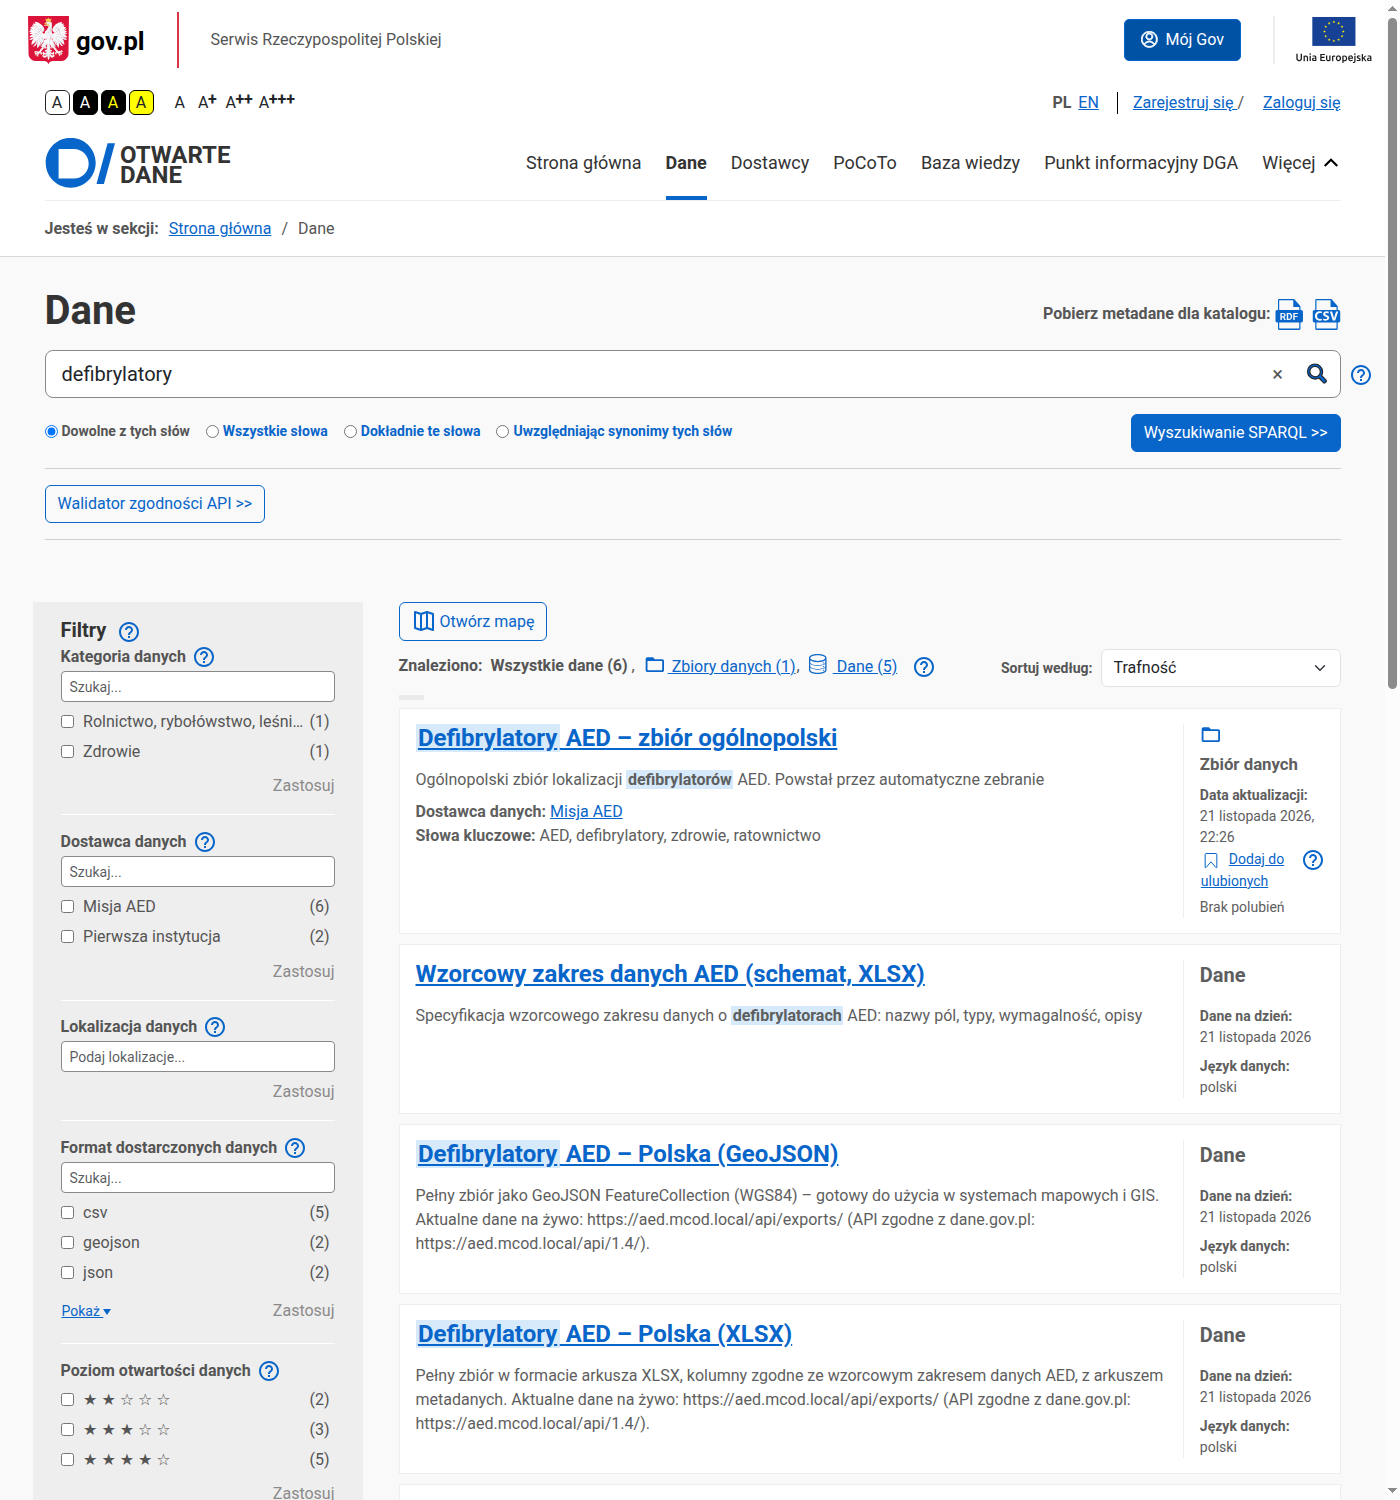 gov.pl
Serwis Rzeczypospolitej Polskiej
Mój Gov
Unia Europejska
A A A A A A+ A++ A+++
PL EN Zarejestruj się / Zaloguj się
OTWARTE
DANE
Strona główna Dane Dostawcy PoCoTo Baza wiedzy Punkt informacyjny DGA Więcej
Jesteś w sekcji: Strona główna / Dane
Dane
Pobierz metadane dla katalogu: RDF CSV
defibrylatory × ?
Dowolne z tych słów Wszystkie słowa Dokładnie te słowa Uwzględniając synonimy tych słów
Wyszukiwanie SPARQL >>
Walidator zgodności API >>
Filtry ?
Kategoria danych ?
Szukaj...
Rolnictwo, rybołówstwo, leśni... (1)
Zdrowie (1)
Zastosuj
Dostawca danych ?
Szukaj...
Misja AED (6)
Pierwsza instytucja (2)
Zastosuj
Lokalizacja danych ?
Podaj lokalizacje...
Zastosuj
Format dostarczonych danych ?
Szukaj...
csv (5)
geojson (2)
json (2)
Pokaż Zastosuj
Poziom otwartości danych ?
★ ★ ☆ ☆ ☆ (2)
★ ★ ★ ☆ ☆ (3)
★ ★ ★ ★ ☆ (5)
Zastosuj
Otwórz mapę
Znaleziono: Wszystkie dane (6) , Zbiory danych (1), Dane (5) ?
Sortuj według: Trafność
Defibrylatory AED – zbiór ogólnopolski
Ogólnopolski zbiór lokalizacji defibrylatorów AED. Powstał przez automatyczne zebranie
Dostawca danych: Misja AED
Słowa kluczowe: AED, defibrylatory, zdrowie, ratownictwo
Zbiór danych
Data aktualizacji:
21 listopada 2026,
22:26
Dodaj do ?
ulubionych
Brak polubień
Wzorcowy zakres danych AED (schemat, XLSX)
Specyfikacja wzorcowego zakresu danych o defibrylatorach AED: nazwy pól, typy, wymagalność, opisy
Dane
Dane na dzień:
21 listopada 2026
Język danych:
polski
Defibrylatory AED – Polska (GeoJSON)
Pełny zbiór jako GeoJSON FeatureCollection (WGS84) – gotowy do użycia w systemach mapowych i GIS.
Aktualne dane na żywo: https://aed.mcod.local/api/exports/ (API zgodne z dane.gov.pl:
https://aed.mcod.local/api/1.4/).
Dane
Dane na dzień:
21 listopada 2026
Język danych:
polski
Defibrylatory AED – Polska (XLSX)
Pełny zbiór w formacie arkusza XLSX, kolumny zgodne ze wzorcowym zakresem danych AED, z arkuszem
metadanych. Aktualne dane na żywo: https://aed.mcod.local/api/exports/ (API zgodne z dane.gov.pl:
https://aed.mcod.local/api/1.4/).
Dane
Dane na dzień:
21 listopada 2026
Język danych:
polski